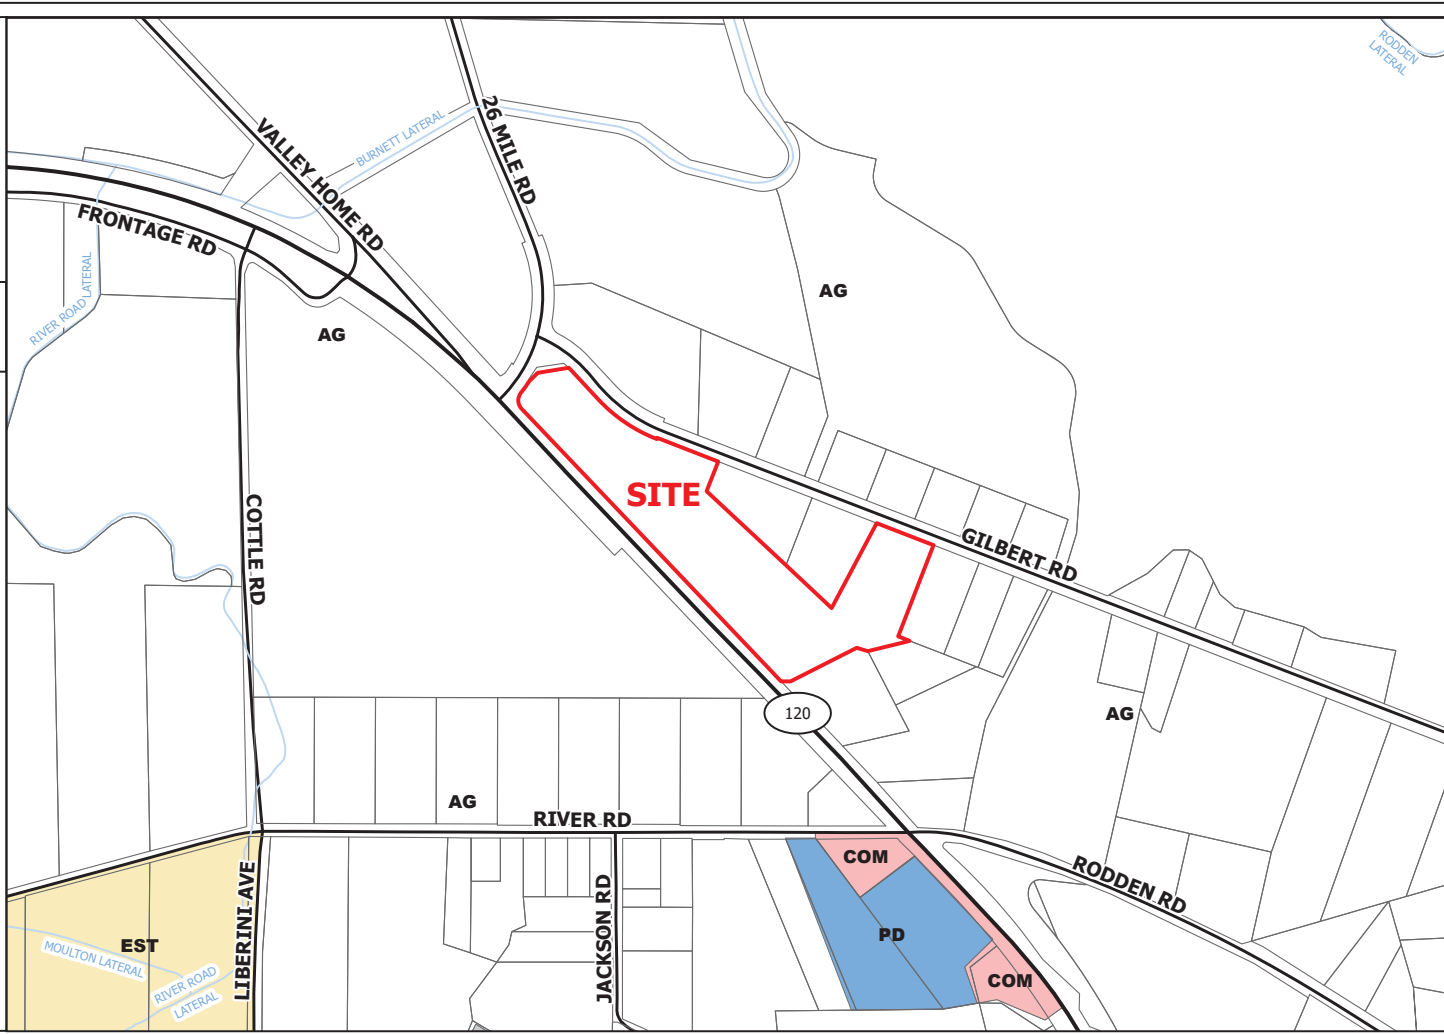 RODDEN
LATERAL
26 MILE RD
VALLEY HOME RD
BURNETT LATERAL
FRONTAGE RD
RIVER ROAD LATERAL
AG
AG
SITE
COTTLE RD
GILBERT RD
120
AG
AG
RIVER RD
COM
RODDEN RD
LIBERINI AVE
JACKSON RD
PD
EST
MOULTON LATERAL
RIVER ROAD
LATERAL
COM